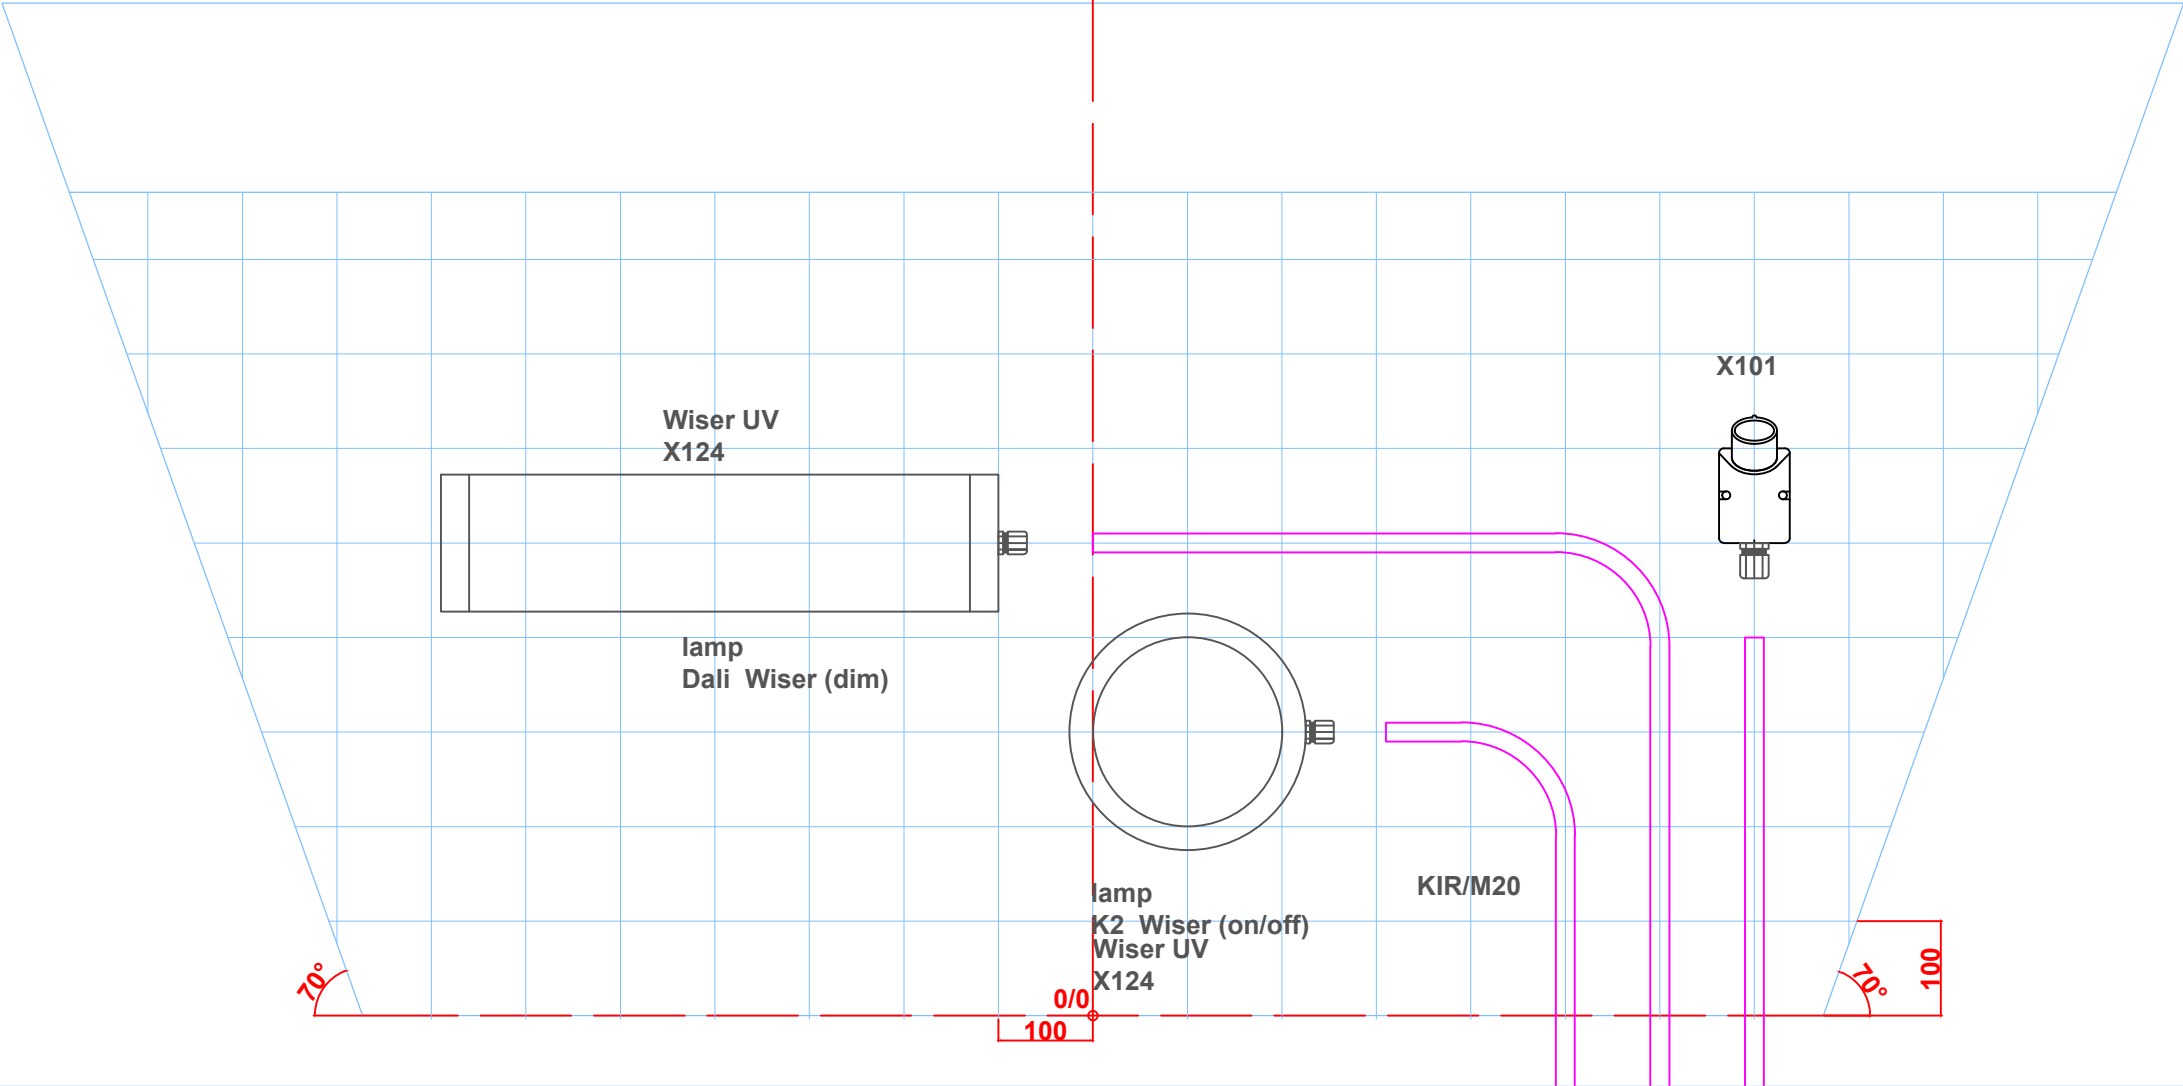 X101
Wiser UV
X124
lamp
Dali  Wiser (dim)
KIR/M20
lamp
K2  Wiser (on/off)
Wiser UV
X124
0/0
100
70°
70°
100